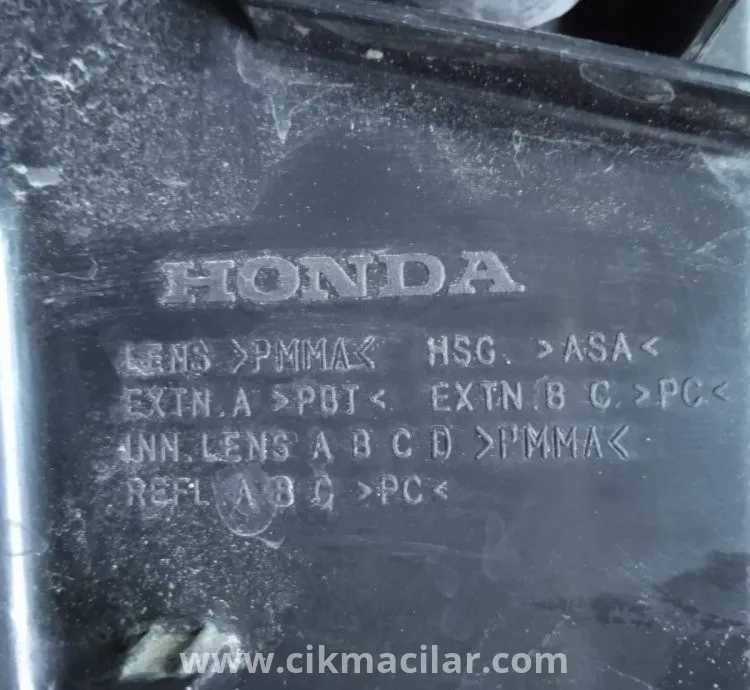 HONDA
LENS >PMMA< HSG. >ASA<
EXTN.A >PBT< EXTN.B C.>PC<
INN.LENS A B C D >PMMA<
REFL A B C >PC<
www.cikmacilar.com